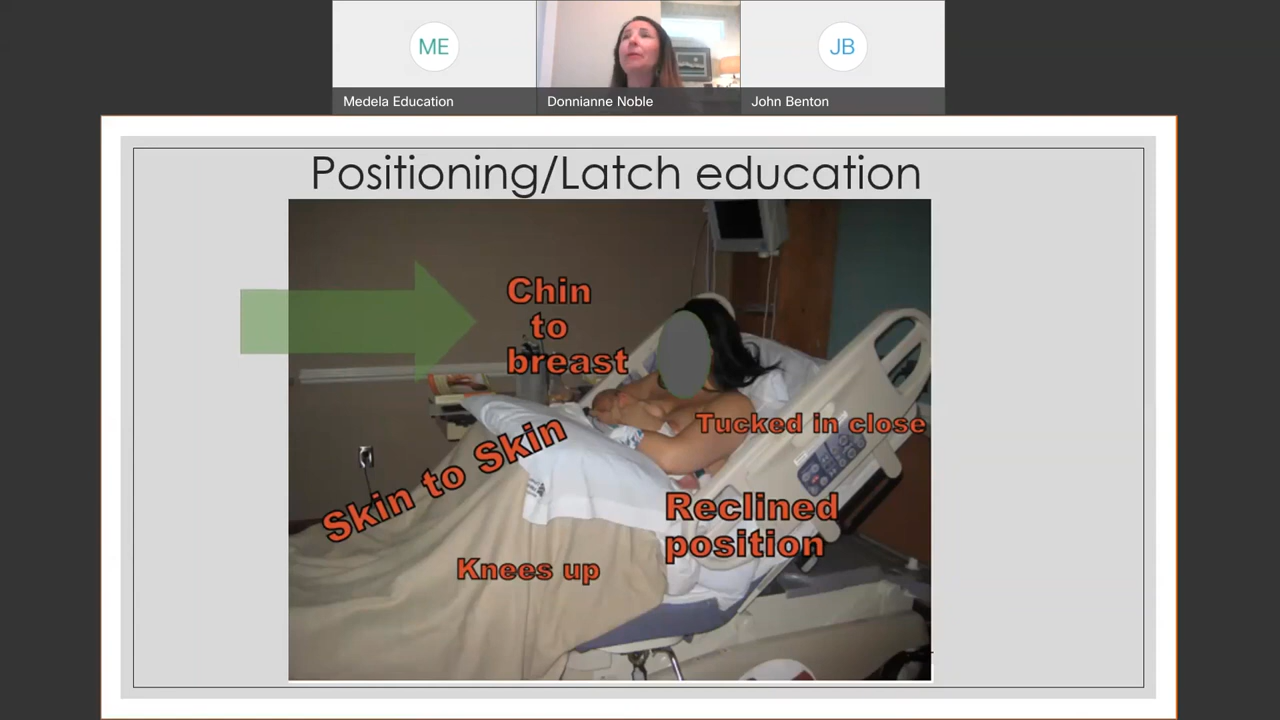 ME
JB
Medela Education
Donnianne Noble
John Benton
Positioning/Latch education
Chin
to
breast
Tucked in close
Skin to Skin
Reclined
position
Knees up